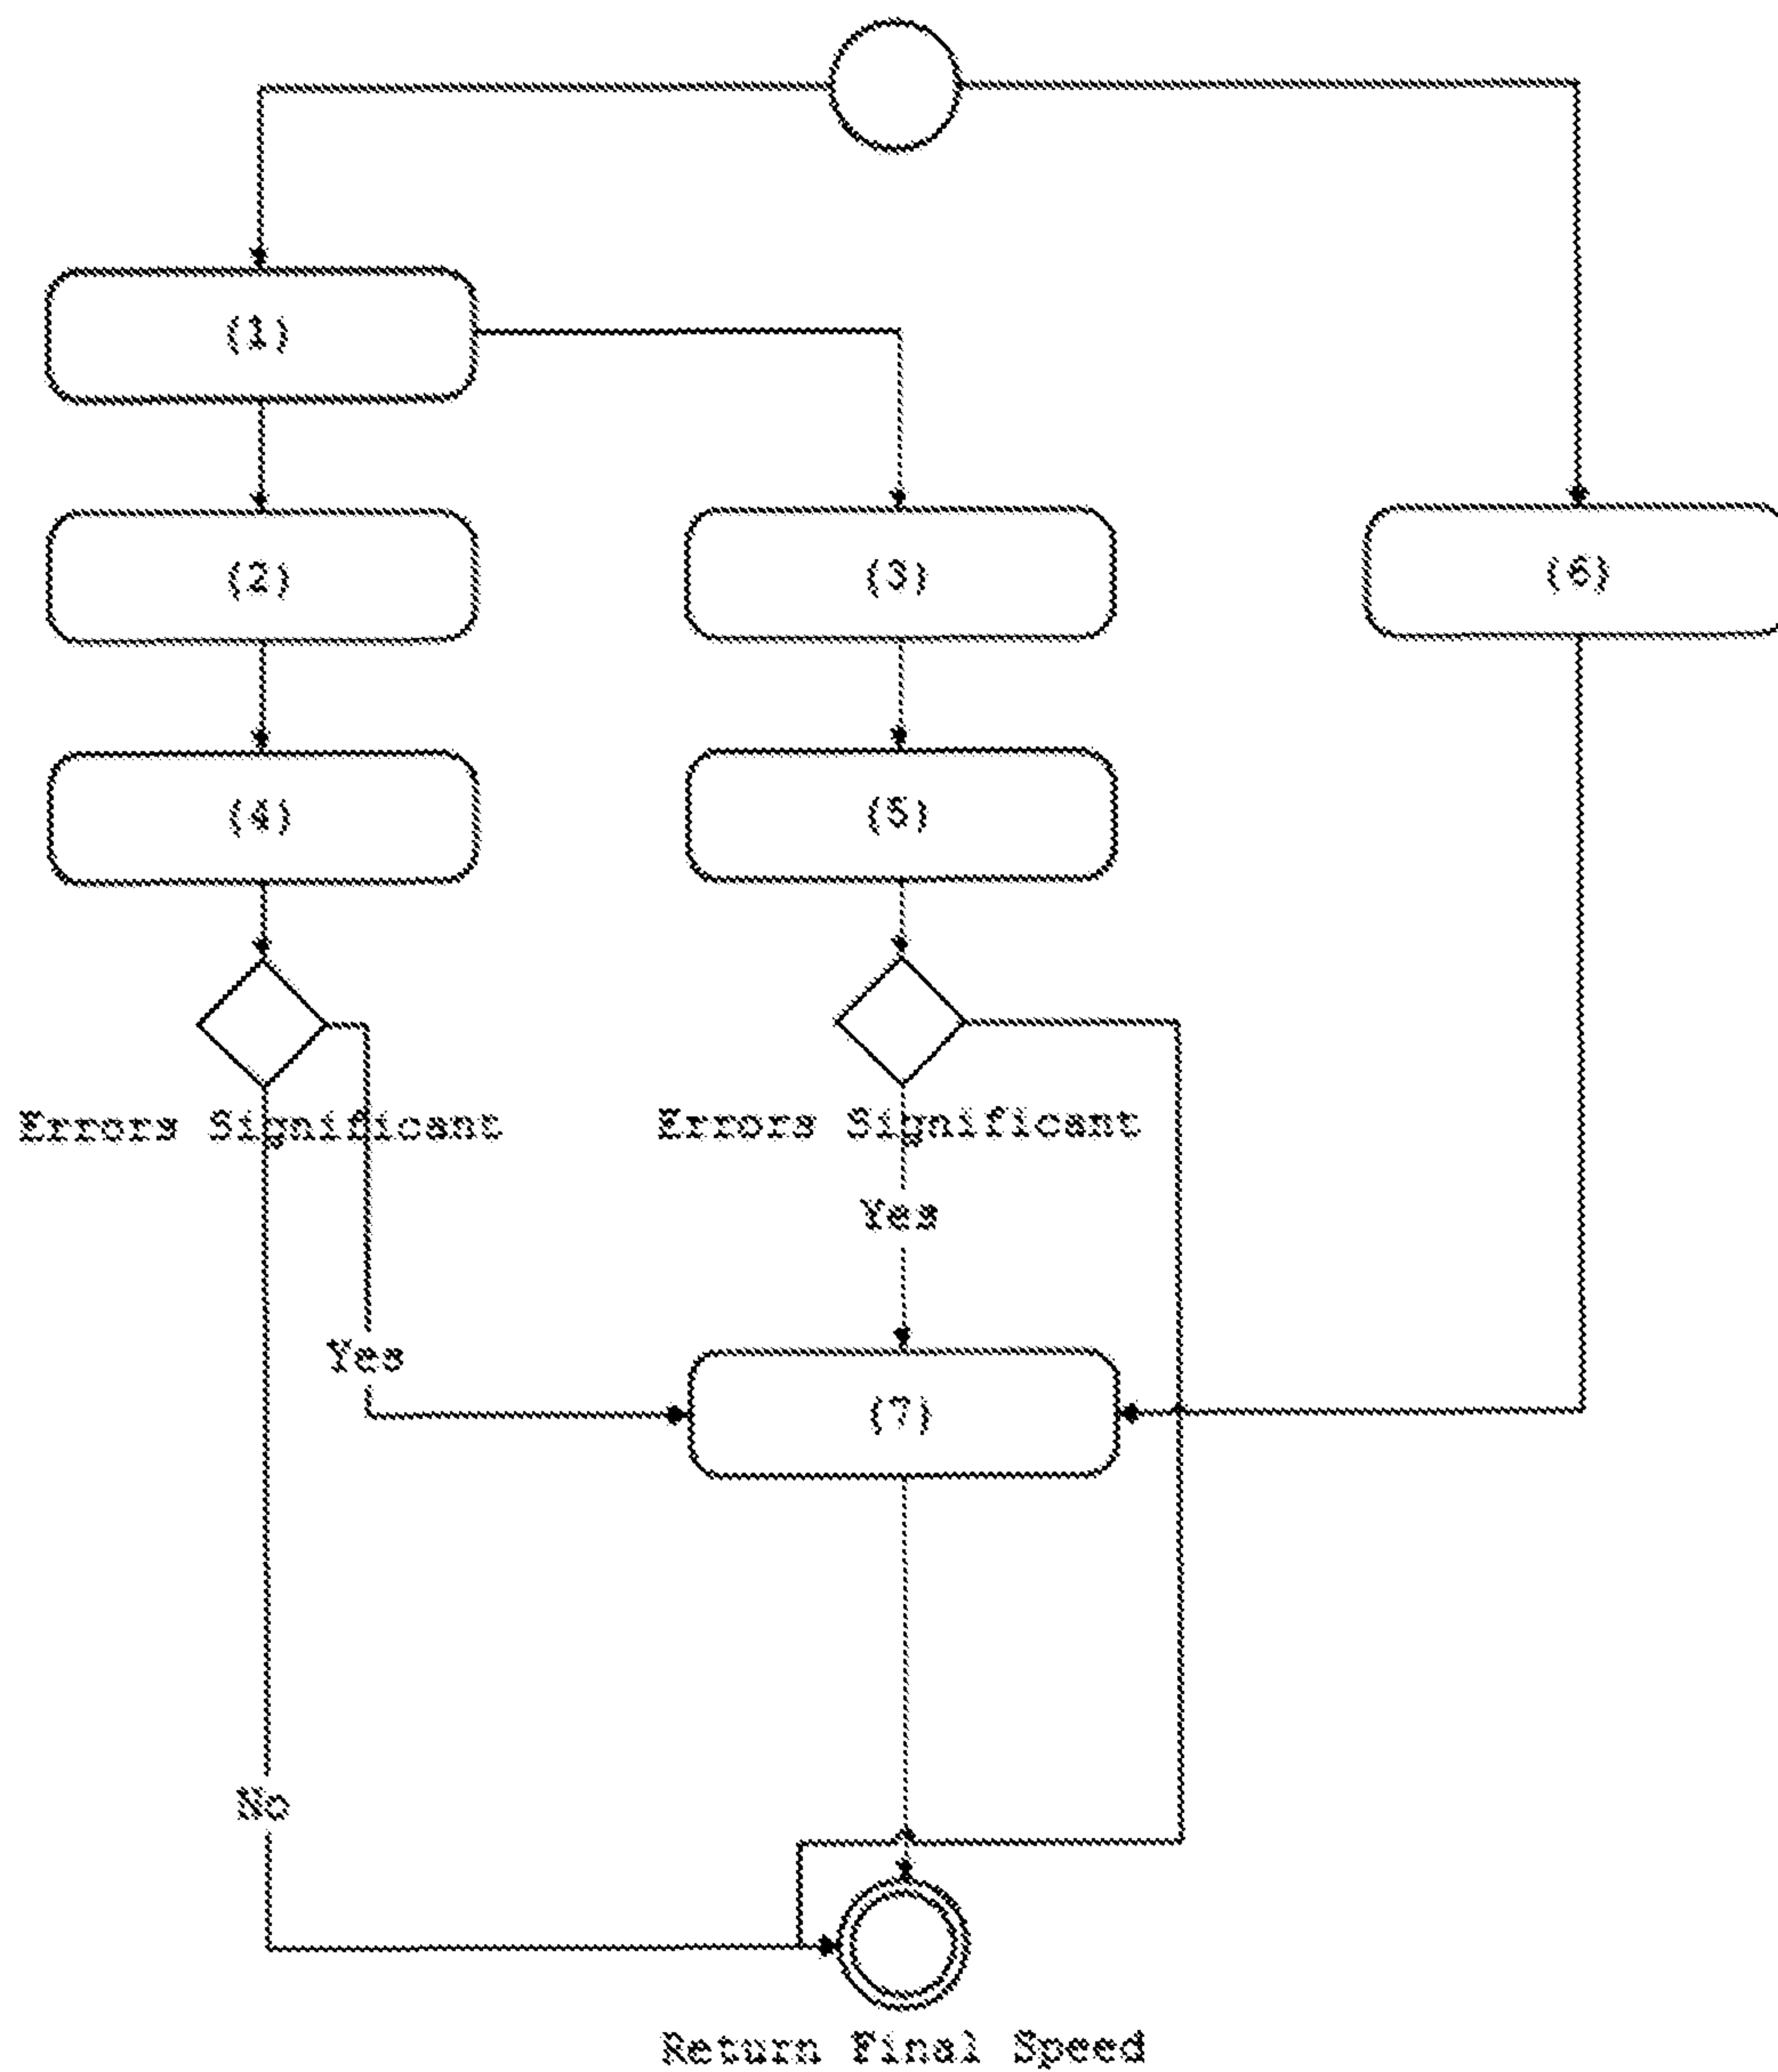 (1)
(2)
(3)
(6)
(4)
(5)
Errors Significant
Errors Significant
Yes
Yes
(7)
No
Return Final Speed